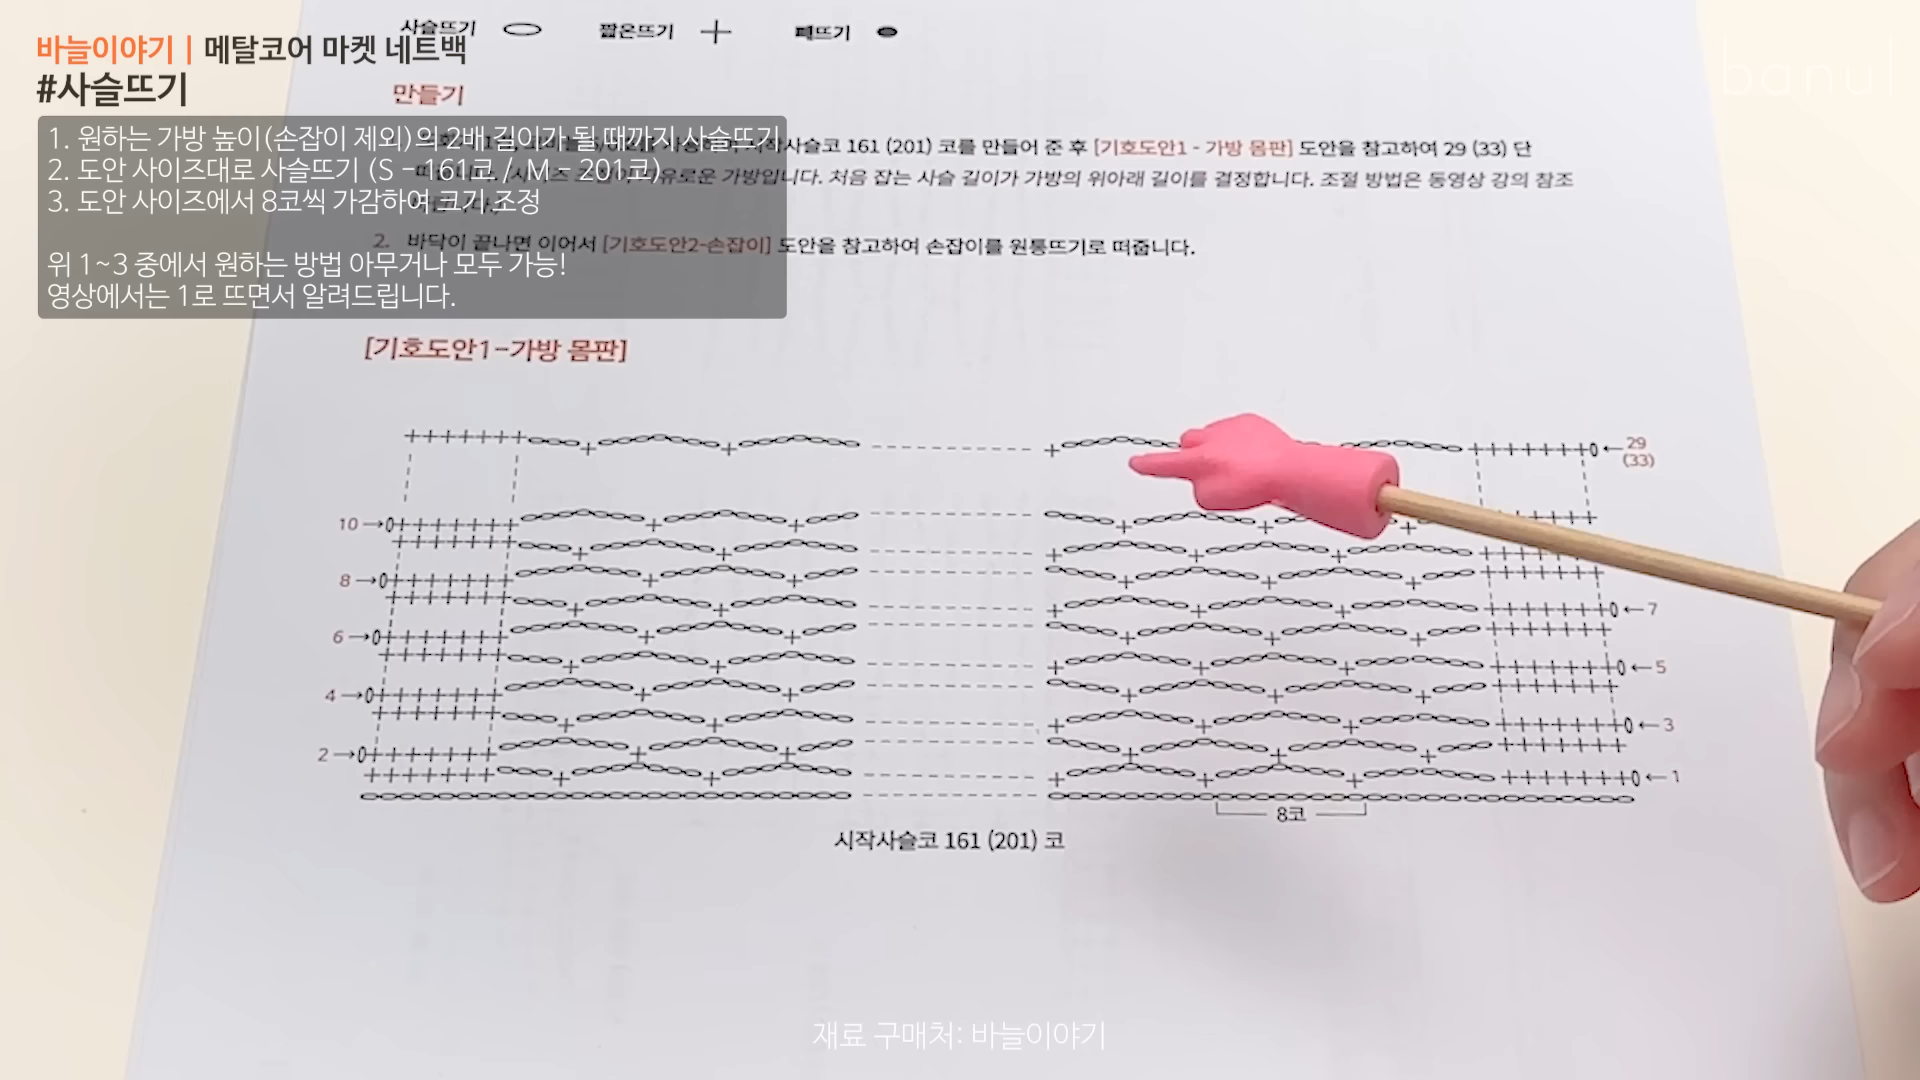 바늘이야기 | 메탈코어 마켓 네트백
#사슬뜨기
1. 원하는 가방 높이(손잡이 제외)의 2배 길이가 될 때까지 사슬뜨기
2. 도안 사이즈대로 사슬뜨기 (S - 161코 / M - 201코)
3. 도안 사이즈에서 8코씩 가감하여 크기 조정
위 1~3 중에서 원하는 방법 아무거나 모두 가능!
영상에서는 1로 뜨면서 알려드립니다.
banul
사슬뜨기 짧은뜨기 빼뜨기
만들기
시작사슬코 161 (201) 코를 만들어 준 후 [기호도안1 - 가방 몸판] 도안을 참고하여 29 (33) 단
자유로운 가방입니다. 처음 잡는 사슬 길이가 가방의 위아래 길이를 결정합니다. 조절 방법은 동영상 강의 참조
2. 바닥이 끝나면 이어서 [기호도안2-손잡이] 도안을 참고하여 손잡이를 원통뜨기로 떠줍니다.
[기호도안1-가방 몸판]
29
(33)
10
8
7
6
5
4
3
2
1
8코
시작사슬코 161 (201) 코
재료 구매처: 바늘이야기